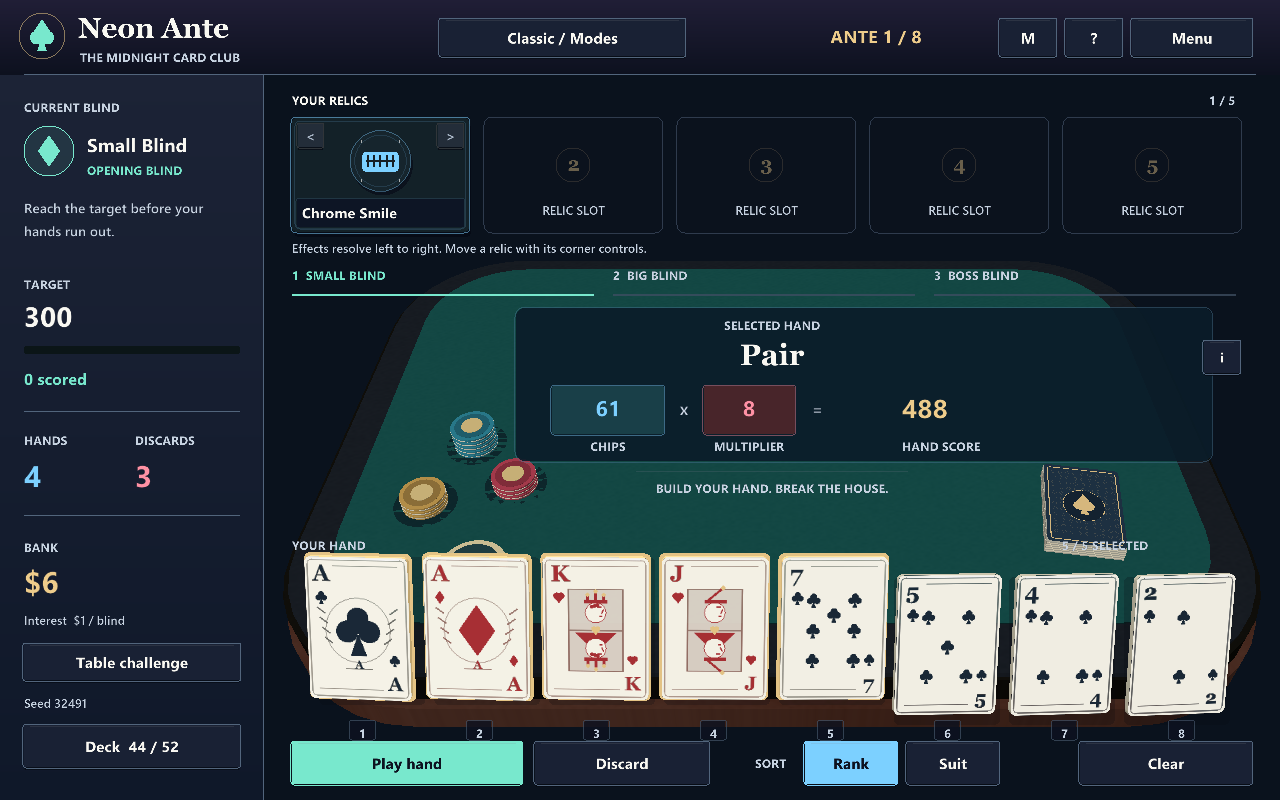 Neon Ante
THE MIDNIGHT CARD CLUB
Classic / Modes
ANTE 1 / 8
M
?
Menu
CURRENT BLIND
Small Blind
OPENING BLIND
Reach the target before your
hands run out.
TARGET
300
0 scored
HANDS
DISCARDS
4
3
BANK
$6
Interest $1 / blind
Table challenge
Seed 32491
Deck 44 / 52
YOUR RELICS
1 / 5
<
>
Chrome Smile
2
RELIC SLOT
3
RELIC SLOT
4
RELIC SLOT
5
RELIC SLOT
Effects resolve left to right. Move a relic with its corner controls.
1 SMALL BLIND
2 BIG BLIND
3 BOSS BLIND
SELECTED HAND
Pair
i
61
x
8
=
488
CHIPS
MULTIPLIER
HAND SCORE
BUILD YOUR HAND. BREAK THE HOUSE.
YOUR HAND
5 / 5 SELECTED
A
A
A
A
A
A
K
K
J
J
7
7
5
5
4
4
2
2
1
2
3
4
5
6
7
8
Play hand
Discard
SORT
Rank
Suit
Clear